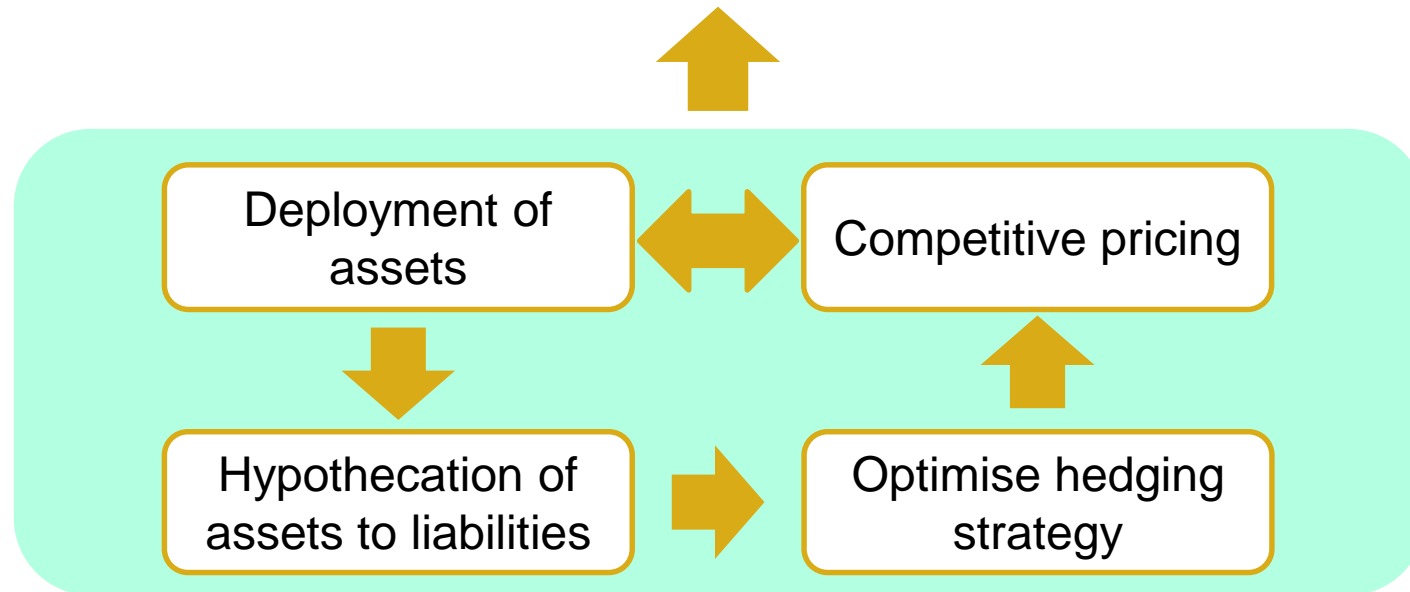 Deployment of
assets
Competitive pricing
Hypothecation of
assets to liabilities
Optimise hedging
strategy